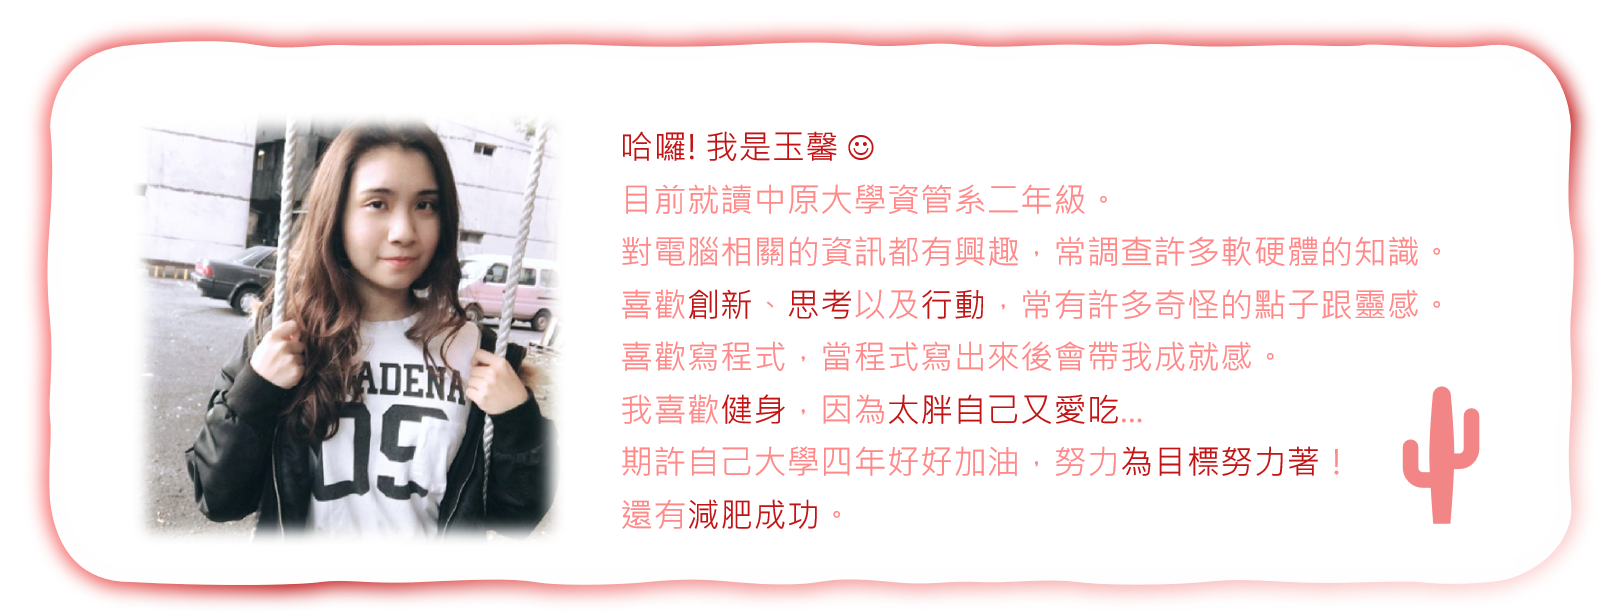 哈囉! 我是玉馨☺
目前就讀中原大學資管系二年級。
對電腦相關的資訊都有興趣，常調查許多軟硬體的知識。
喜歡創新、思考以及行動，常有許多奇怪的點子跟靈感。
喜歡寫程式，當程式寫出來後會帶我成就感。
我喜歡健身，因為太胖自己又愛吃...
期許自己大學四年好好加油，努力為目標努力著！
還有減肥成功。
ADENA
09